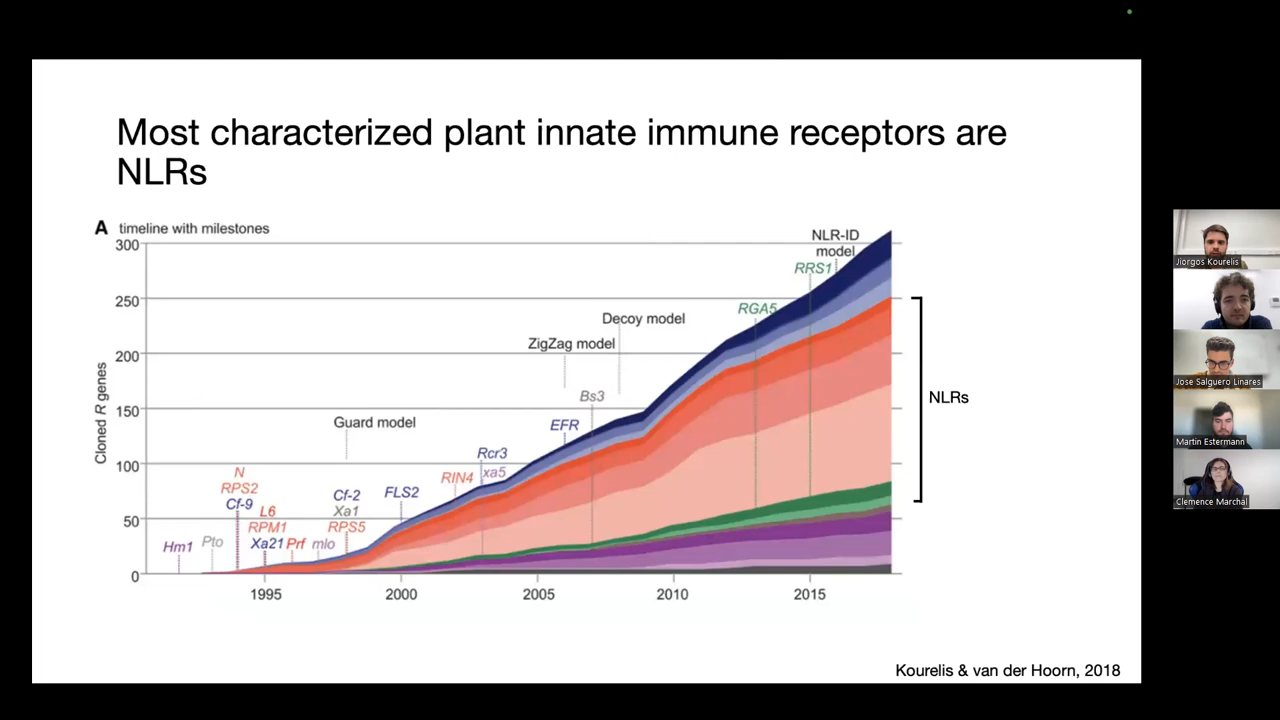 Most characterized plant innate immune receptors are
NLRs
A timeline with milestones
Cloned R genes
300
250
200
150
100
50
0
1995
2000
2005
2010
2015
Hm1
Pto
N
RPS2
Cf-9
L6
RPM1
Xa21
Prf
mlo
Guard model
Cf-2
Xa1
RPS5
FLS2
RIN4
Rcr3
xa5
ZigZag model
EFR
Decoy model
Bs3
RGA5
NLR-ID
model
RRS1
NLRs
Kourelis & van der Hoorn, 2018
Jiorgos Kourelis
Jose Salguero Linares
Martin Estermann
Clemence Marchal